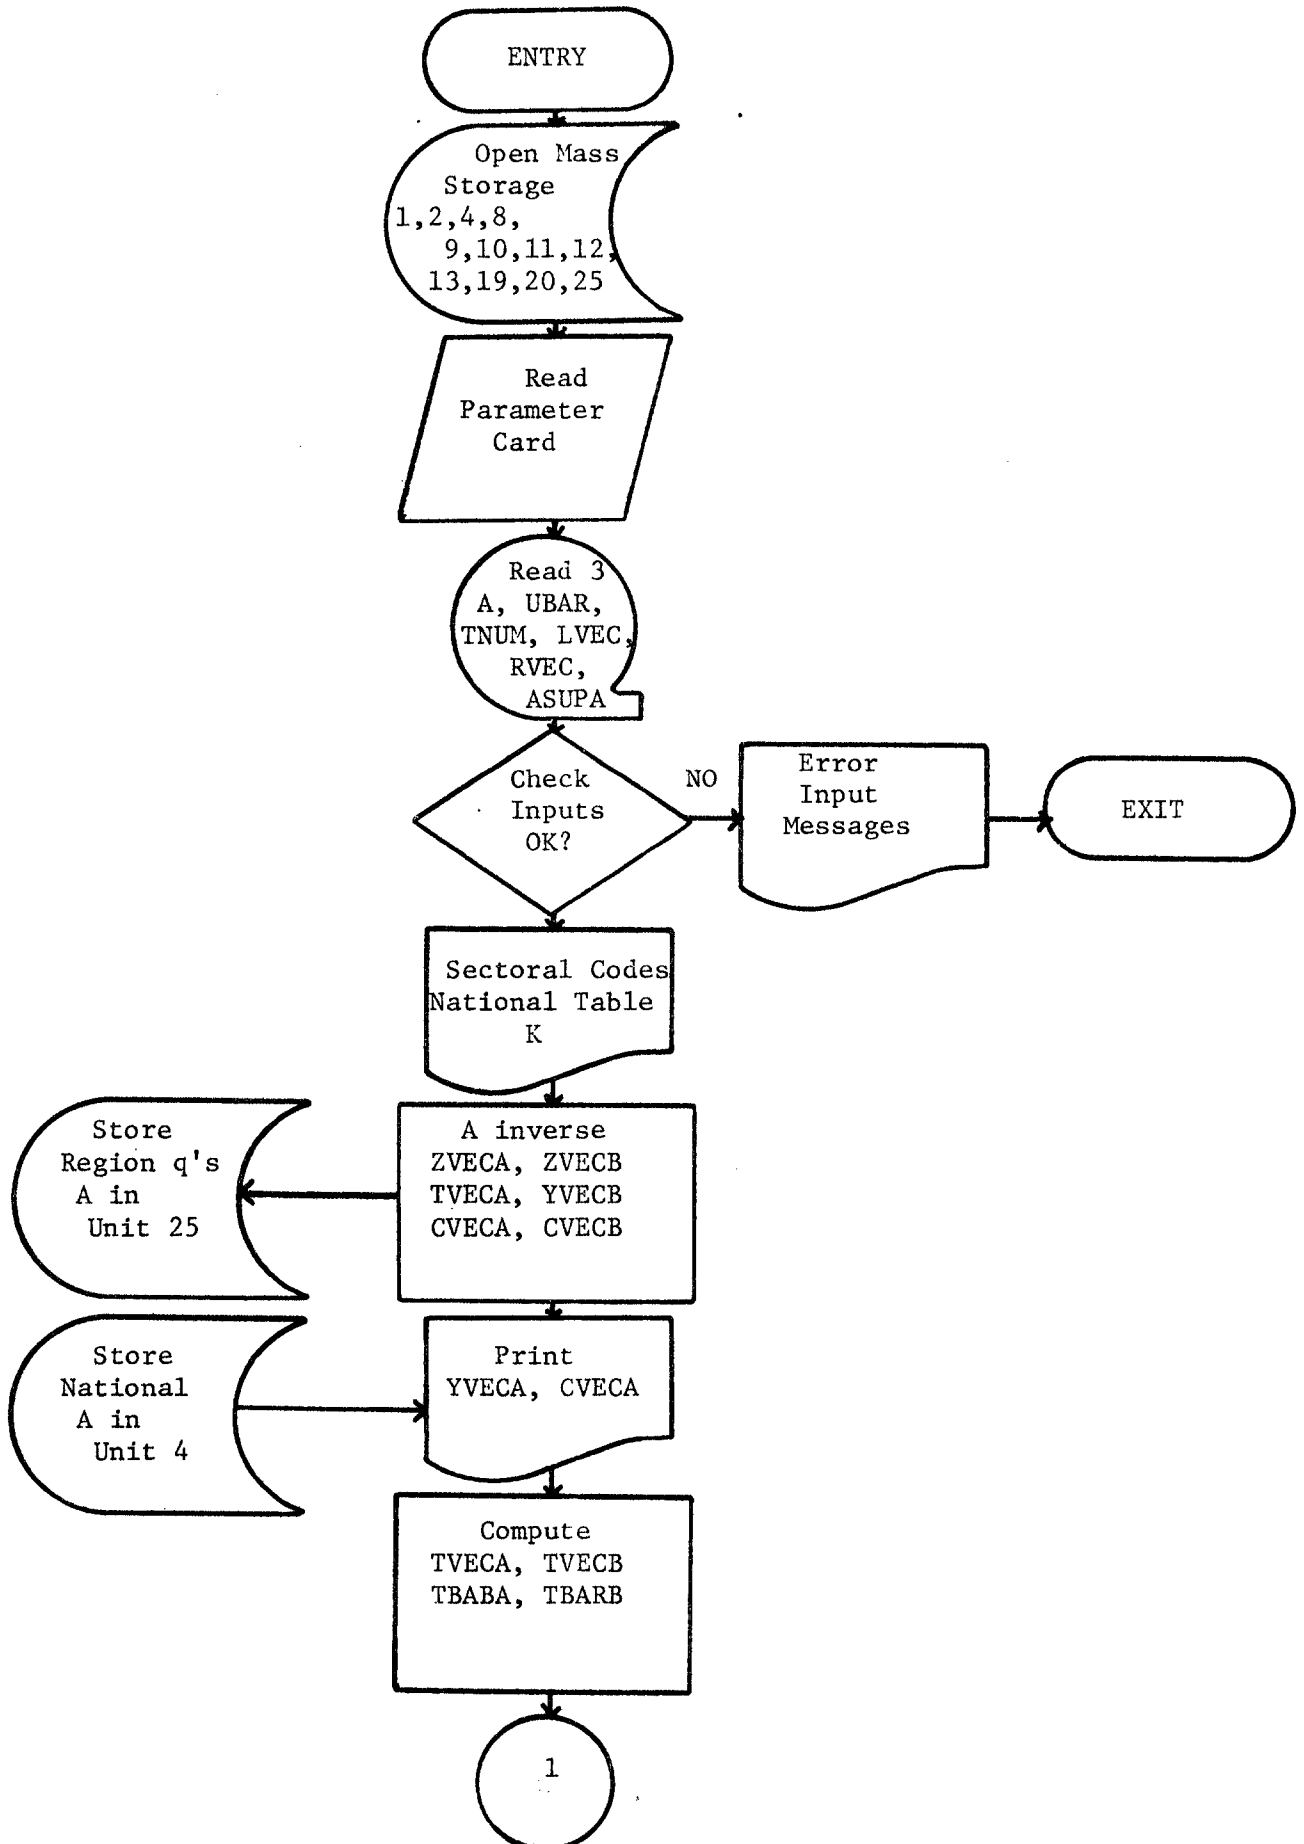 ENTRY
Open Mass
Storage
1,2,4,8,
9,10,11,12,
13,19,20,25
Read
Parameter
Card
Read 3
A, UBAR,
TNUM, LVEC,
RVEC,
ASUPA
Check
Inputs
OK?
NO
Error
Input
Messages
EXIT
Sectoral Codes
National Table
K
Store
Region q's
A in
Unit 25
A inverse
ZVECA, ZVECB
TVECA, YVECB
CVECA, CVECB
Store
National
A in
Unit 4
Print
YVECA, CVECA
Compute
TVECA, TVECB
TBABA, TBARB
1